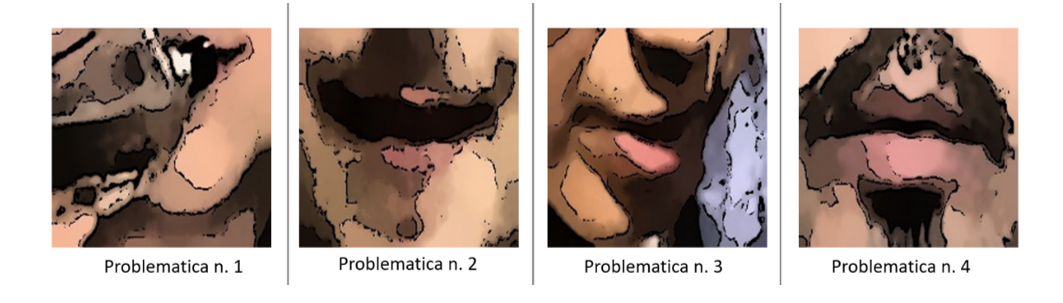 Problematica n. 1
Problematica n. 2
Problematica n. 3
Problematica n. 4